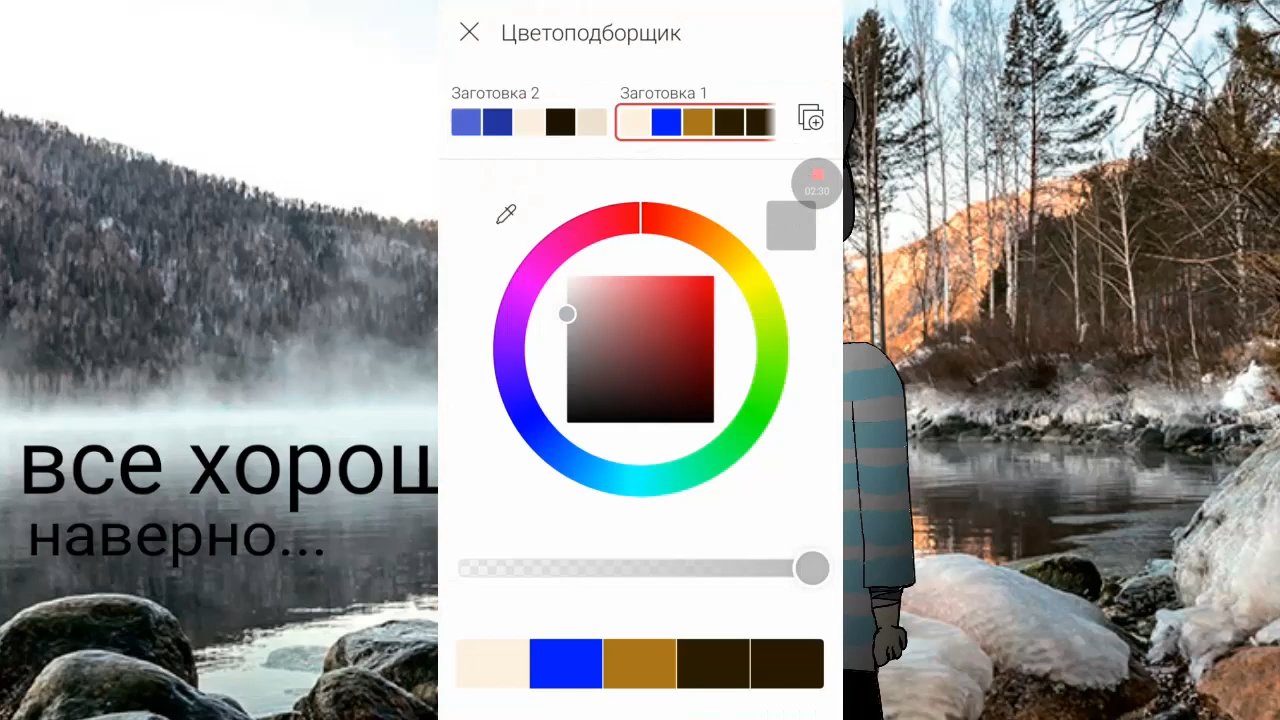 Цветоподборщик
Заготовка 2
Заготовка 1
02:30
все хорош
наверно...